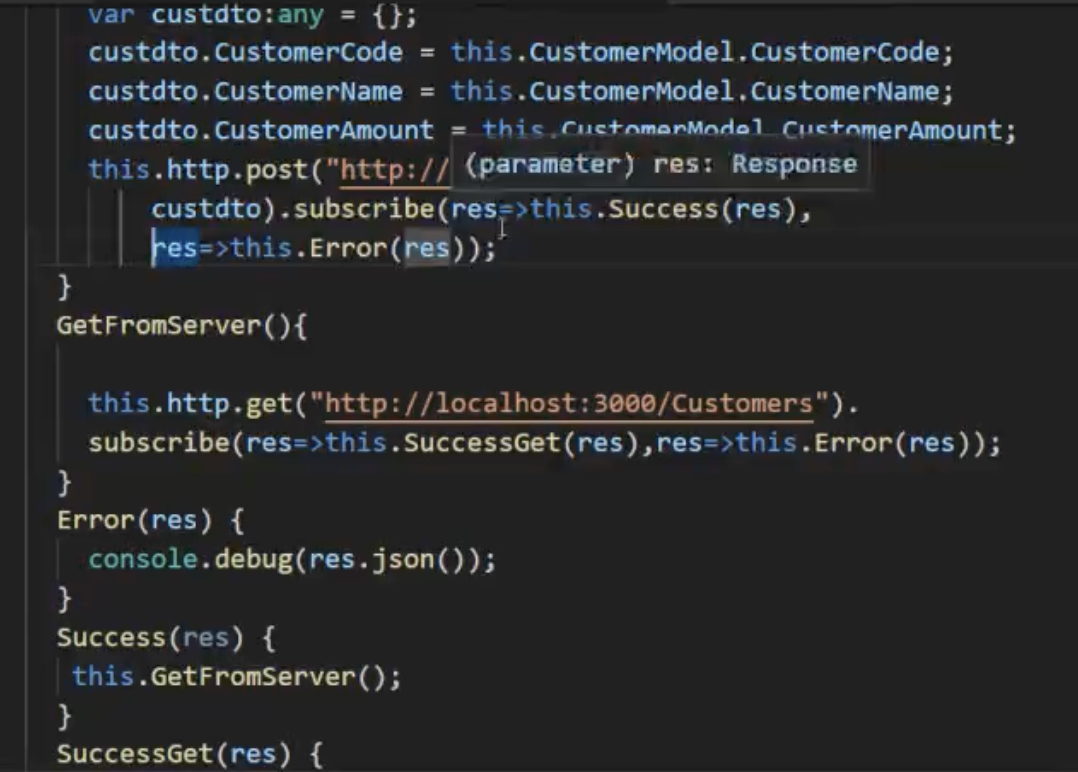 var custdto:any = {};
custdto.CustomerCode = this.CustomerModel.CustomerCode;
custdto.CustomerName = this.CustomerModel.CustomerName;
custdto.CustomerAmount = this.CustomerModel.CustomerAmount;
this.http.post("http://
(parameter) res: Response
custdto).subscribe(res=>this.Success(res),
res=>this.Error(res));
}
GetFromServer(){
this.http.get("http://localhost:3000/Customers").
subscribe(res=>this.SuccessGet(res),res=>this.Error(res));
}
Error(res) {
console.debug(res.json());
}
Success(res) {
this.GetFromServer();
}
SuccessGet(res) {